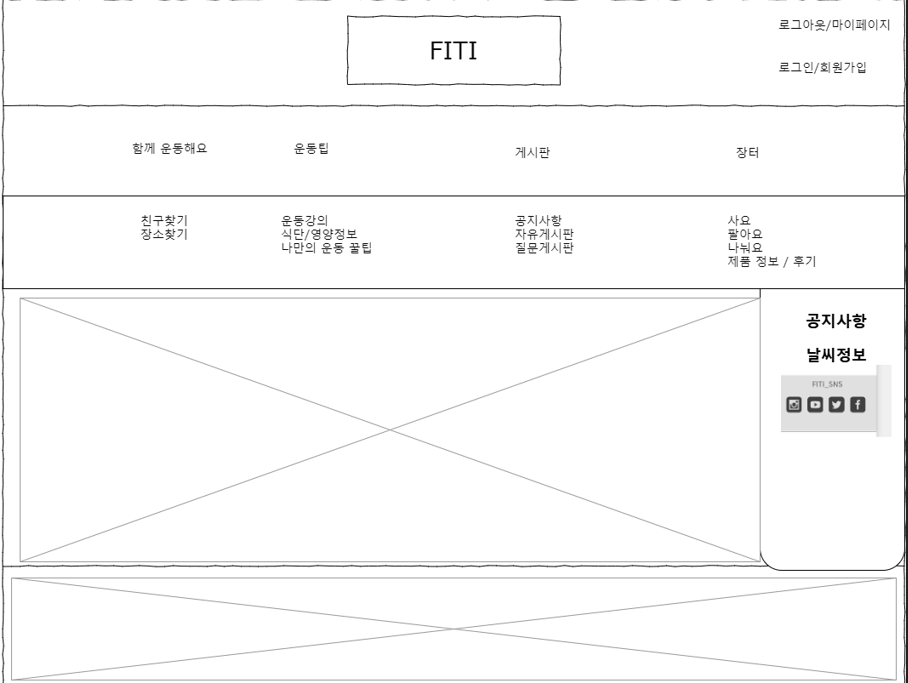 로그아웃/마이페이지
FITI
로그인/회원가입
함께 운동해요
운동팁
게시판
장터
친구찾기
장소찾기
운동강의
식단/영양정보
나만의 운동 꿀팁
공지사항
자유게시판
질문게시판
사요
팔아요
나눠요
제품 정보 / 후기
공지사항
날씨정보
FITI_SNS